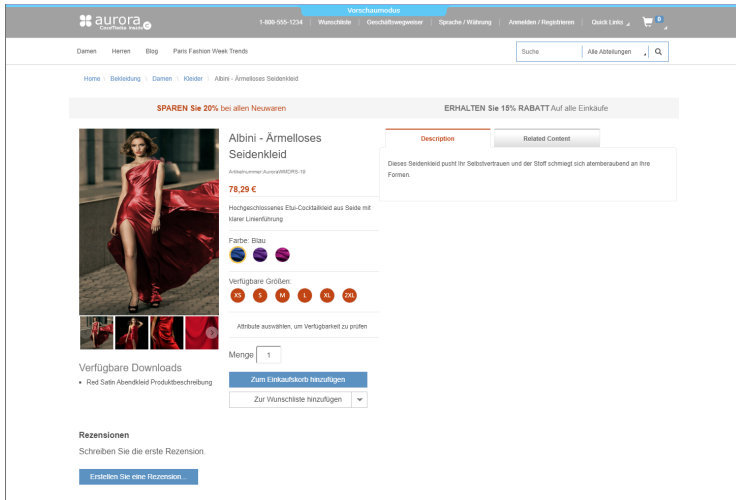 Vorschaumodus
aurora
CoreMedia Inside
1-800-555-1234 Wunschliste Geschäftswegweiser Sprache / Währung Anmelden / Registrieren Quick Links 0
Damen Herren Blog Paris Fashion Week Trends
Suche Alle Abteilungen
Home \ Bekleidung \ Damen \ Kleider \ Albini - Ärmelloses Seidenkleid
SPAREN Sie 20% bei allen Neuwaren
ERHALTEN Sie 15% RABATT Auf alle Einkäufe
Albini - Ärmelloses
Seidenkleid
Artikelnummer:AuroraWMDRS-19
78,29 €
Hochgeschlossenes Etui-Cocktailkleid aus Seide mit
klarer Linienführung
Farbe: Blau
Verfügbare Größen:
XS S M L XL 2XL
Attribute auswählen, um Verfügbarkeit zu prüfen
Menge 1
Zum Einkaufskorb hinzufügen
Zur Wunschliste hinzufügen
Description Related Content
Dieses Seidenkleid pusht Ihr Selbstvertrauen und der Stoff schmiegt sich atemberaubend an Ihre
Formen.
Verfügbare Downloads
• Red Satin Abendkleid Produktbeschreibung
Rezensionen
Schreiben Sie die erste Rezension.
Erstellen Sie eine Rezension...